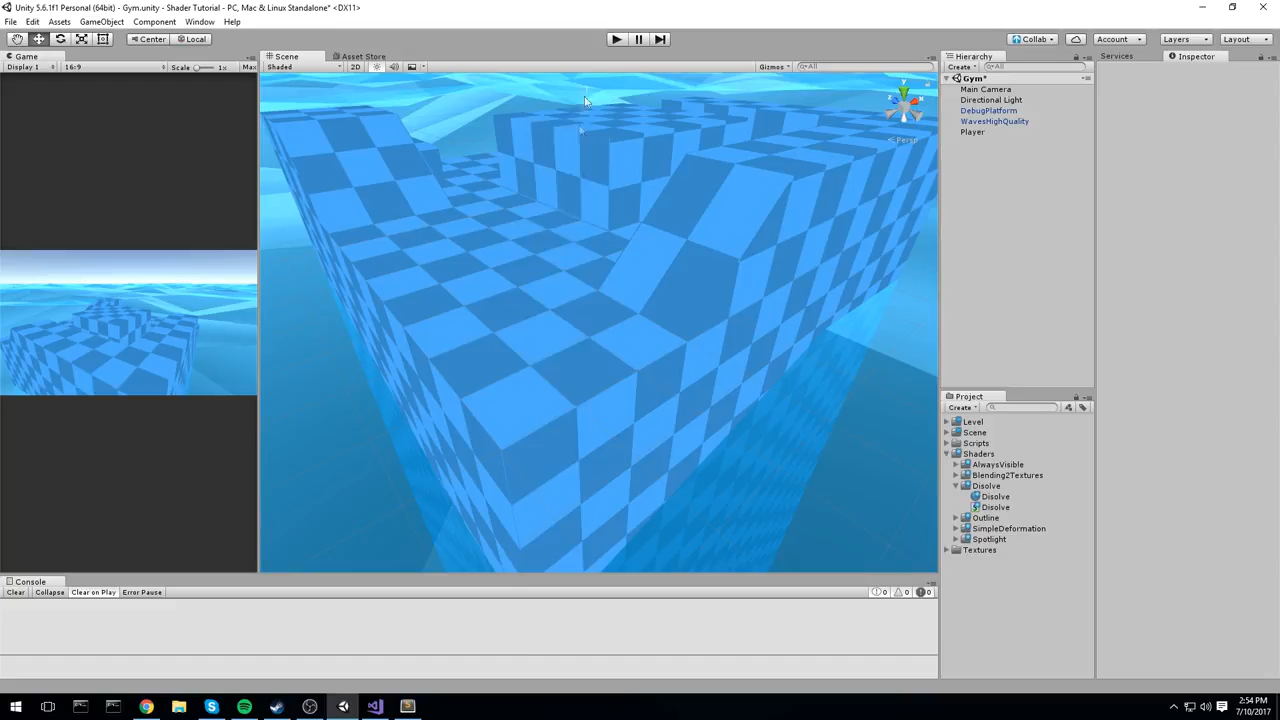 Unity 5.6.1f1 Personal (64bit) - Gym.unity - Shader Tutorial - PC, Mac & Linux Standalone* <DX11>
File Edit Assets GameObject Component Window Help
Center Local Collab Account Layers Layout
Game Scene Asset Store Hierarchy Services Inspector
Display 1 16:9 Scale 1x Max Shaded 2D Gizmos All Create All
Gym*
Main Camera
Directional Light
DebugPlatform
WavesHighQuality
Player
y
z
x
Persp
Project
Create
Level
Scene
Scripts
Shaders
AlwaysVisible
Blending2Textures
Disolve
Disolve
Disolve
Outline
SimpleDeformation
Spotlight
Textures
Console
Clear Collapse Clear on Play Error Pause 0 0 0
2:54 PM
7/10/2017